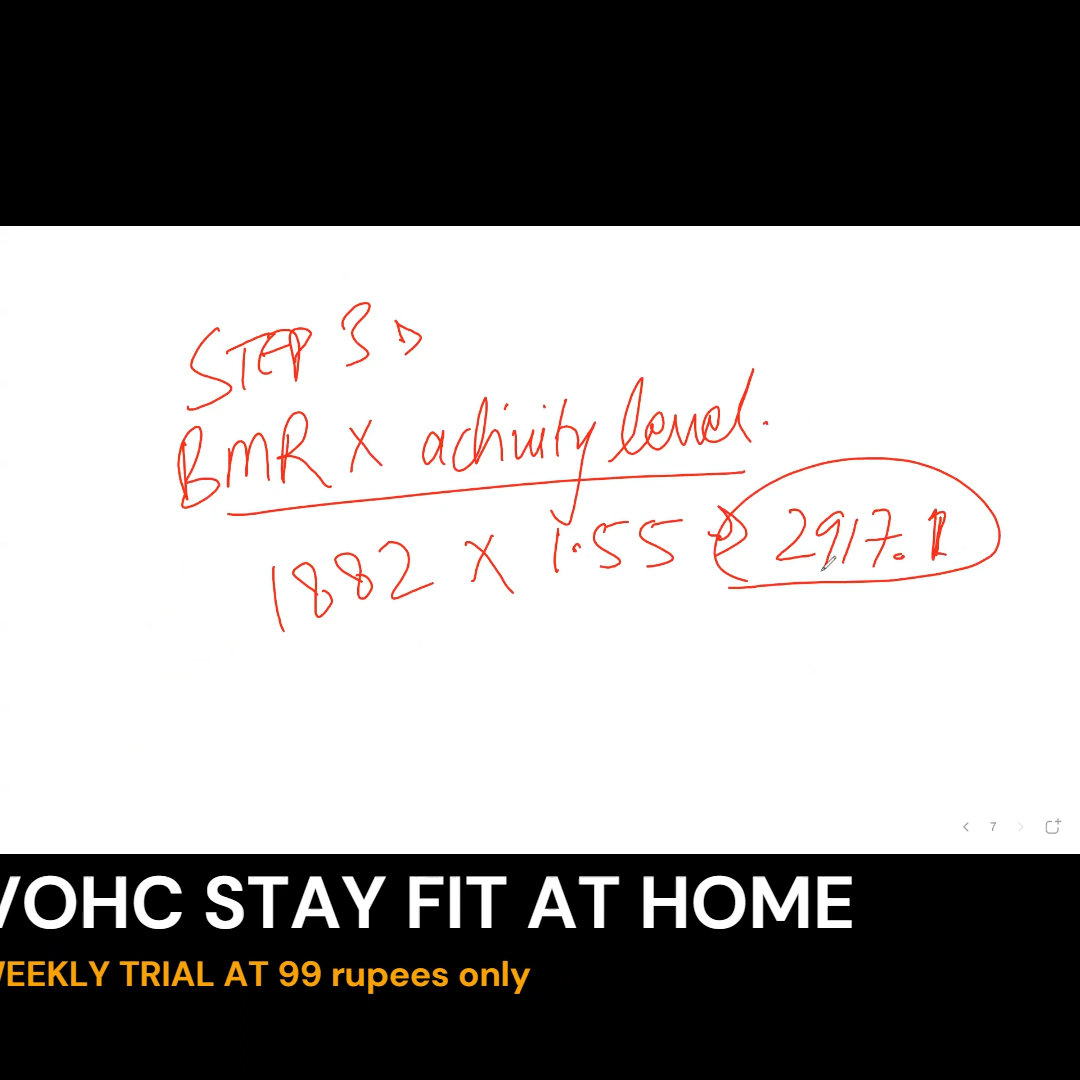 STEP 3
BMR X activity level.
1882 X 1.55 2917.1
7
VOHC STAY FIT AT HOME
WEEKLY TRIAL AT 99 rupees only